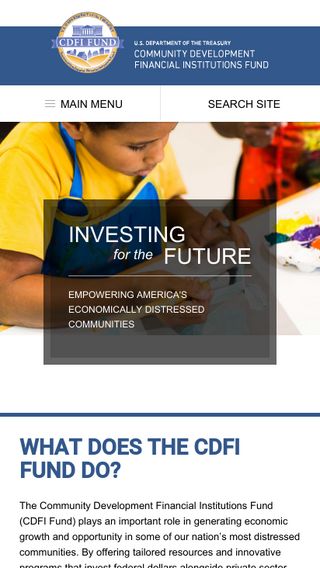 CDFI FUND
U.S. DEPARTMENT OF THE TREASURY
COMMUNITY DEVELOPMENT
FINANCIAL INSTITUTIONS FUND
MAIN MENU
SEARCH SITE
INVESTING
for the FUTURE
EMPOWERING AMERICA'S
ECONOMICALLY DISTRESSED
COMMUNITIES
WHAT DOES THE CDFI
FUND DO?
The Community Development Financial Institutions Fund
(CDFI Fund) plays an important role in generating economic
growth and opportunity in some of our nation's most distressed
communities. By offering tailored resources and innovative
programs that invest federal dollars alongside private sector